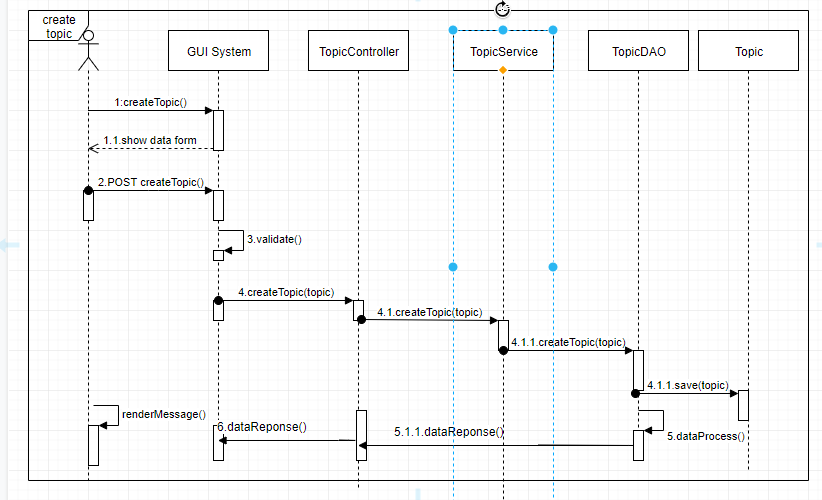 create
topic
GUI System
TopicController
TopicService
TopicDAO
Topic
1:createTopic()
1.1.show data form
2.POST createTopic()
3.validate()
4.createTopic(topic)
4.1.createTopic(topic)
4.1.1.createTopic(topic)
4.1.1.save(topic)
renderMessage()
6.dataReponse()
5.1.1.dataReponse()
5.dataProcess()